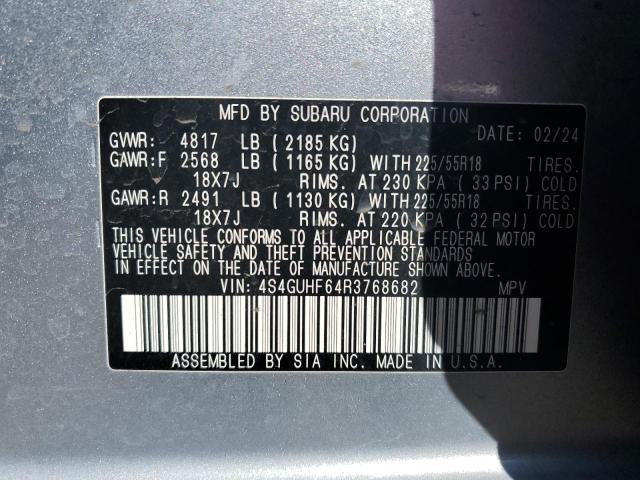 MFD BY SUBARU CORPORATION
GVWR: 4817 LB (2185 KG) DATE: 02/24
GAWR:F 2568 LB (1165 KG) WITH 225/55R18 TIRES.
18X7J RIMS. AT 230 KPA (33 PSI) COLD
GAWR:R 2491 LB (1130 KG) WITH 225/55R18 TIRES.
18X7J RIMS. AT 220 KPA (32 PSI) COLD
THIS VEHICLE CONFORMS TO ALL APPLICABLE FEDERAL MOTOR
VEHICLE SAFETY AND THEFT PREVENTION STANDARDS
IN EFFECT ON THE DATE OF MANUFACTURE SHOWN ABOVE.
VIN: 4S4GUHF64R3768682 MPV
ASSEMBLED BY SIA INC. MADE IN U.S.A.